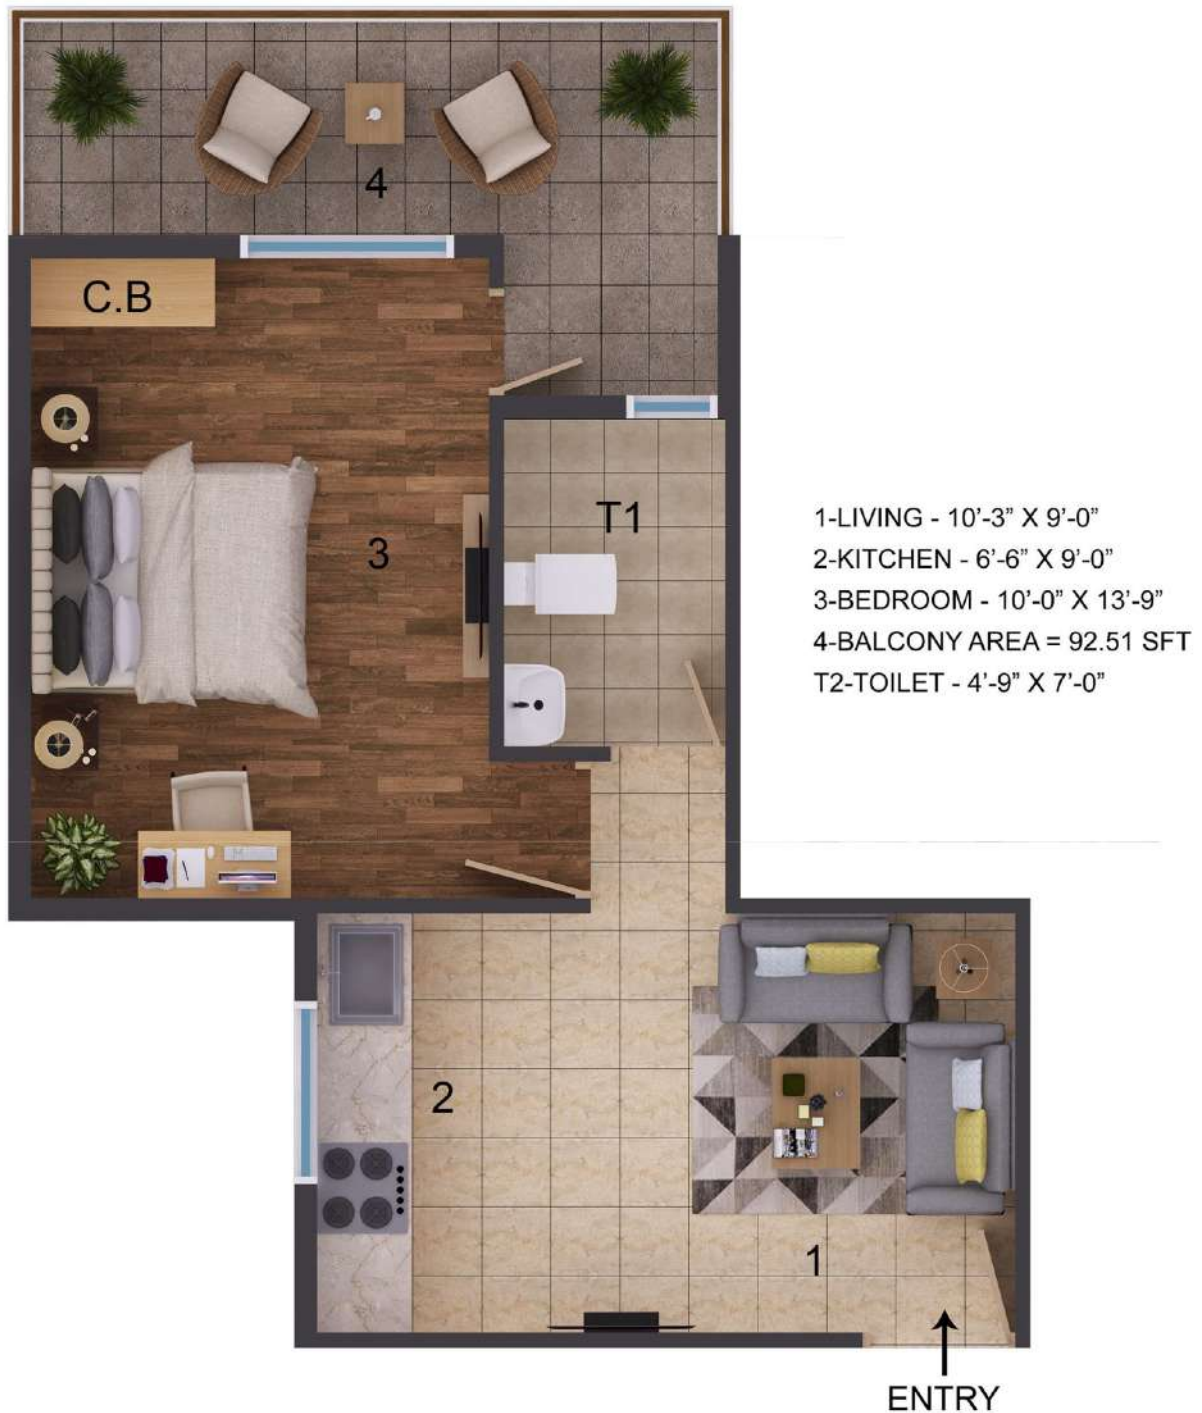 4
C.B
T1
3
1-LIVING - 10'-3” X 9'-0”
2-KITCHEN - 6'-6” X 9'-0”
3-BEDROOM - 10'-0” X 13'-9”
4-BALCONY AREA = 92.51 SFT
T2-TOILET - 4'-9” X 7'-0”
2
1
ENTRY